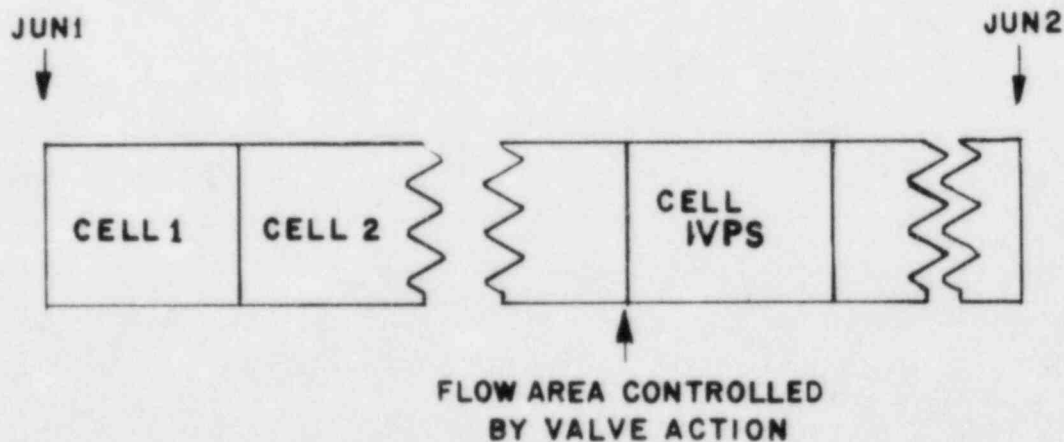 JUN1
JUN2
CELL 1
CELL 2
CELL
IVPS
FLOW AREA CONTROLLED
BY VALVE ACTION